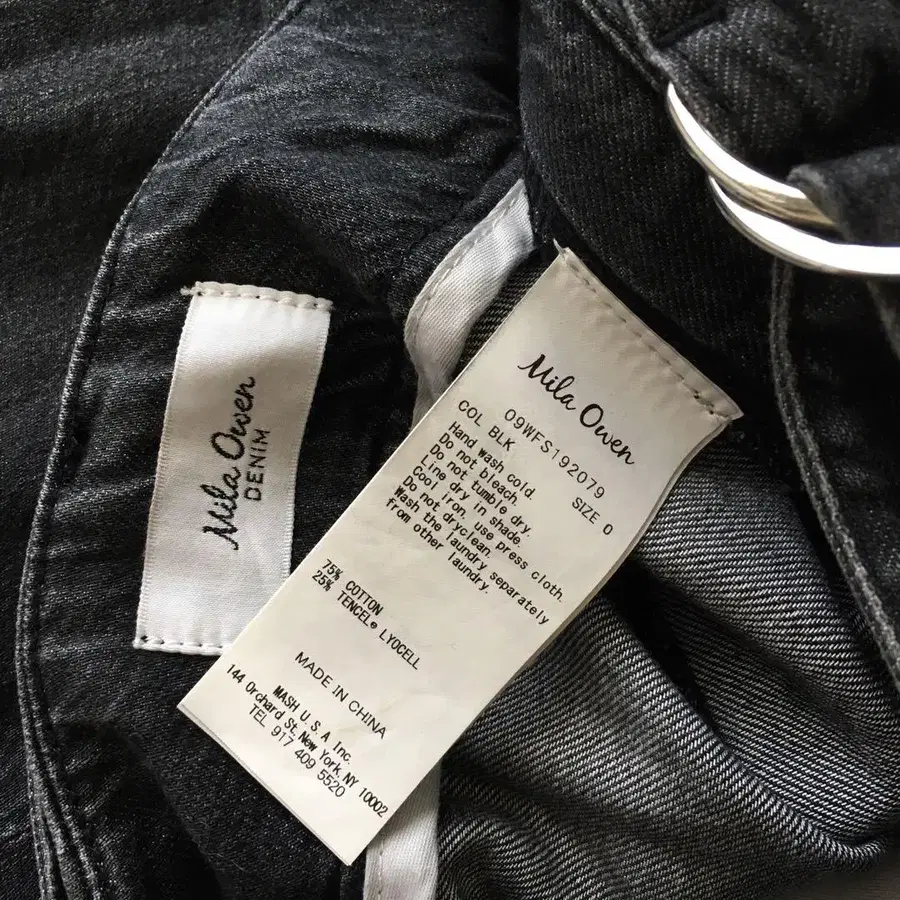 Mila Owen
DENIM
Mila Owen
09WFS192079
COL BLK SIZE 0
Hand wash cold.
Do not bleach.
Do not tumble dry.
Line dry in shade.
Cool iron, use press cloth.
Do not dryclean.
Wash the laundry separately
from other laundry.
75% COTTON
25% TENCEL® LYOCELL
MADE IN CHINA
MASH U.S.A Inc.
144 Orchard St, New York, NY 10002
TEL 917 409 5520